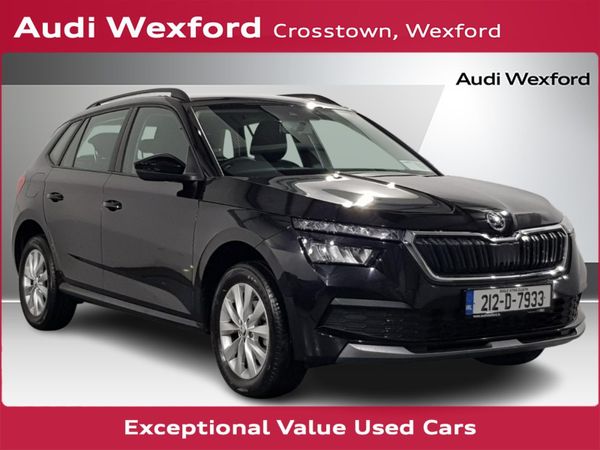 Audi Wexford Crosstown, Wexford
Audi Wexford
212-D-7933
Exceptional Value Used Cars